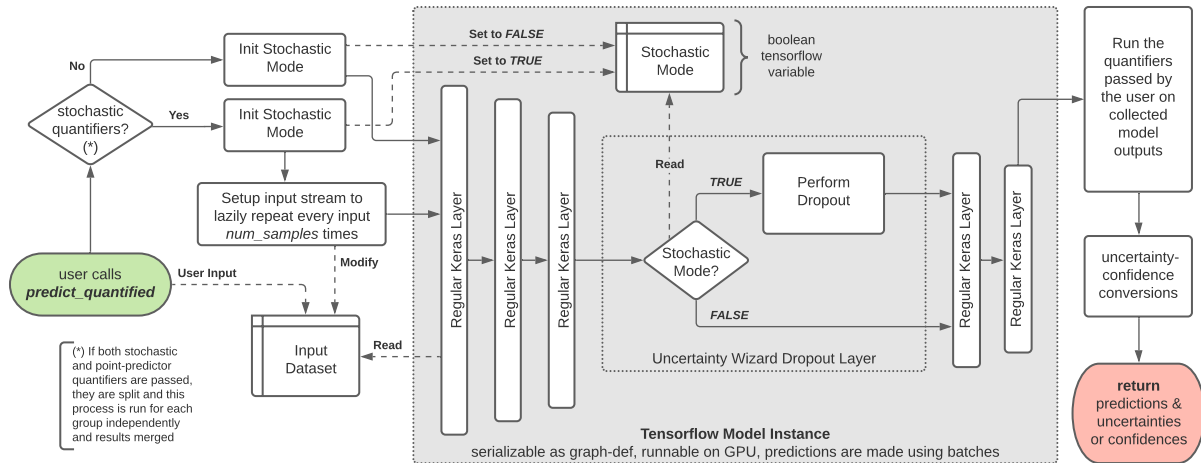 No
stochastic
quantifiers?
(*)
Yes
Init Stochastic
Mode
Init Stochastic
Mode
Setup input stream to
lazily repeat every input
num_samples times
user calls
predict_quantified
User Input
Modify
Input
Dataset
Read
(*) If both stochastic
and point-predictor
quantifiers are passed,
they are split and this
process is run for each
group independently
and results merged
Set to FALSE
Set to TRUE
Stochastic
Mode
boolean
tensorflow
variable
Regular Keras Layer
Regular Keras Layer
Regular Keras Layer
Read
Stochastic
Mode?
TRUE
Perform
Dropout
FALSE
Uncertainty Wizard Dropout Layer
Regular Keras Layer
Regular Keras Layer
Tensorflow Model Instance
serializable as graph-def, runnable on GPU, predictions are made using batches
Run the
quantifiers
passed by
the user on
collected
model
outputs
uncertainty-
confidence
conversions
return
predictions &
uncertainties
or confidences